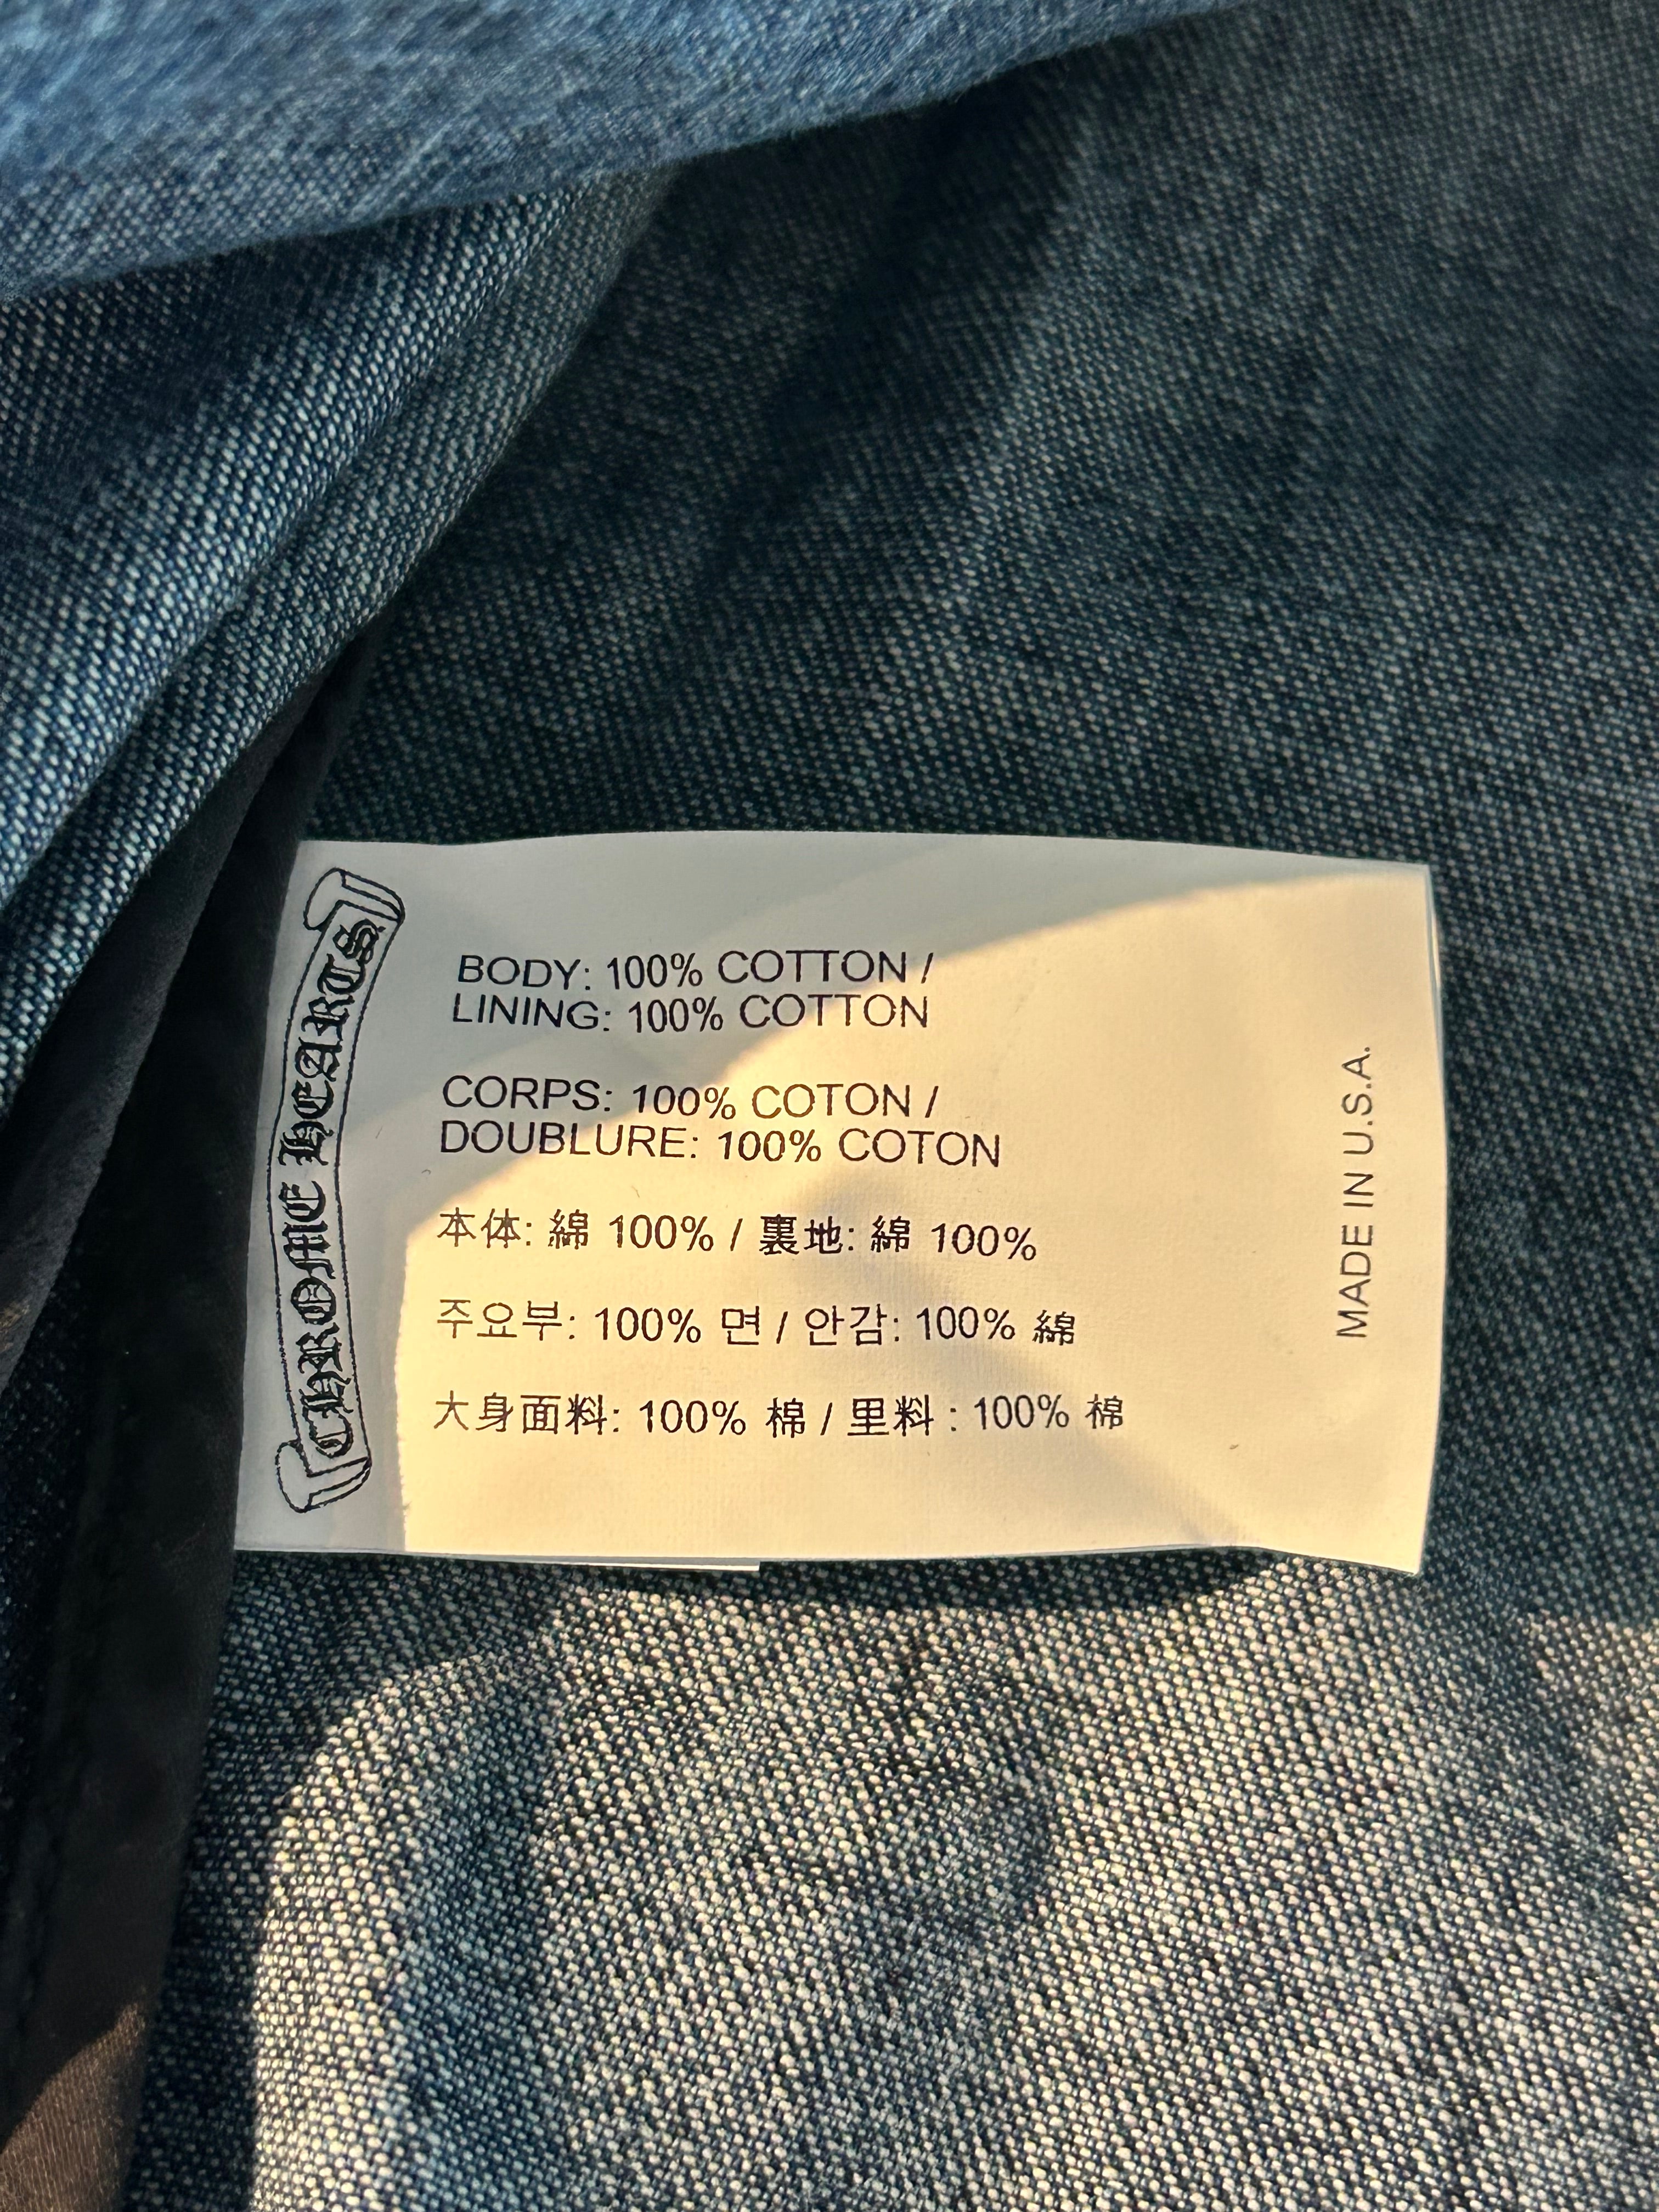 CHROME HEARTS
BODY: 100% COTTON /
LINING: 100% COTTON
CORPS: 100% COTON /
DOUBLURE: 100% COTON
本体: 綿 100% / 裏地: 綿 100%
주요부: 100% 면 / 안감: 100% 綿
大身面料: 100% 棉 / 里料 : 100% 棉
MADE IN U.S.A.